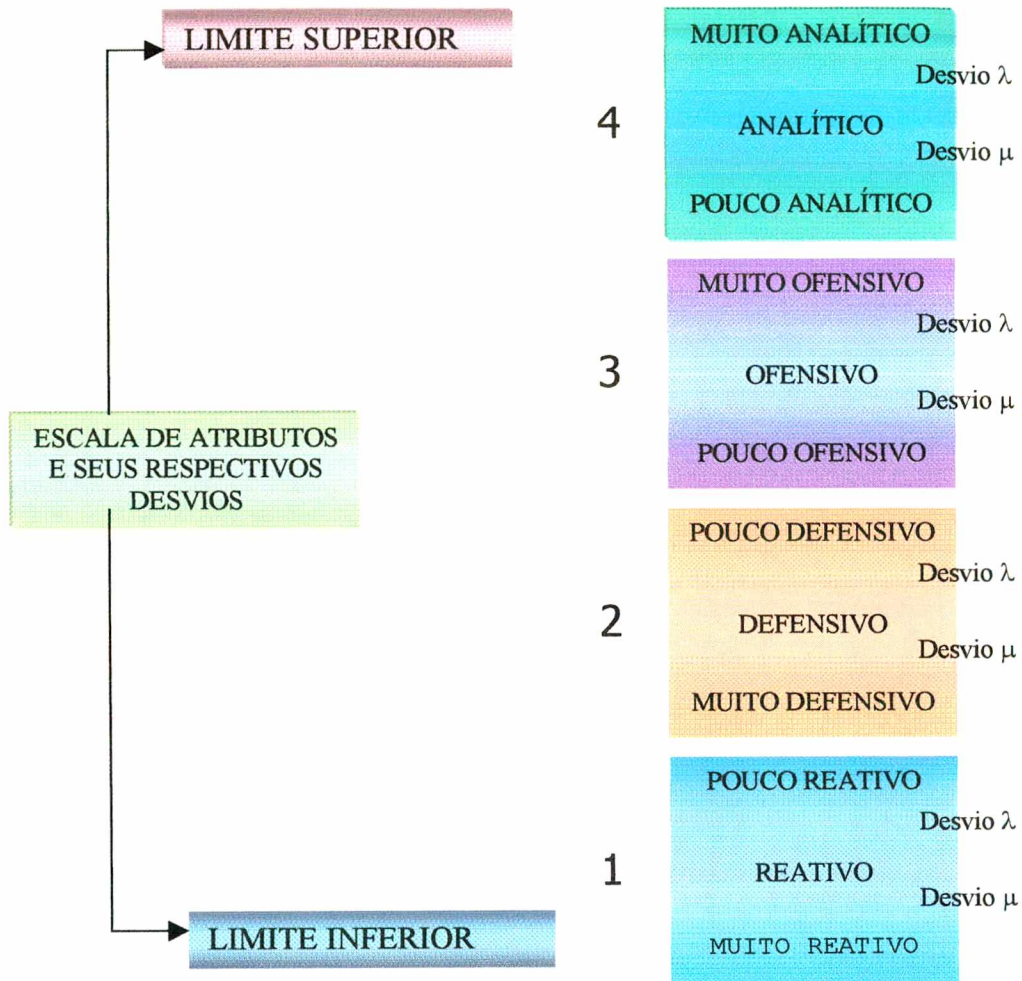 LIMITE SUPERIOR
ESCALA DE ATRIBUTOS
E SEUS RESPECTIVOS
DESVIOS
LIMITE INFERIOR
4
MUITO ANALÍTICO
Desvio λ
ANALÍTICO
Desvio μ
POUCO ANALÍTICO
3
MUITO OFENSIVO
Desvio λ
OFENSIVO
Desvio μ
POUCO OFENSIVO
2
POUCO DEFENSIVO
Desvio λ
DEFENSIVO
Desvio μ
MUITO DEFENSIVO
1
POUCO REATIVO
Desvio λ
REATIVO
Desvio μ
MUITO REATIVO